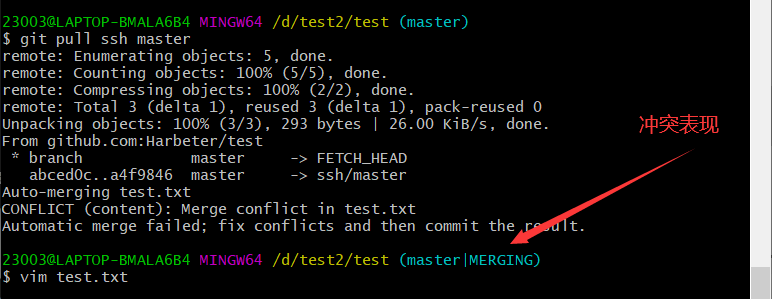 23003@LAPTOP-BMALA6B4 MINGW64 /d/test2/test (master)
$ git pull ssh master
remote: Enumerating objects: 5, done.
remote: Counting objects: 100% (5/5), done.
remote: Compressing objects: 100% (2/2), done.
remote: Total 3 (delta 1), reused 3 (delta 1), pack-reused 0
Unpacking objects: 100% (3/3), 293 bytes | 26.00 KiB/s, done.
冲突表现
From github.com:Harbeter/test
 * branch            master     -> FETCH_HEAD
   abced0c..a4f9846  master     -> ssh/master
Auto-merging test.txt
CONFLICT (content): Merge conflict in test.txt
Automatic merge failed; fix conflicts and then commit the result.
23003@LAPTOP-BMALA6B4 MINGW64 /d/test2/test (master|MERGING)
$ vim test.txt